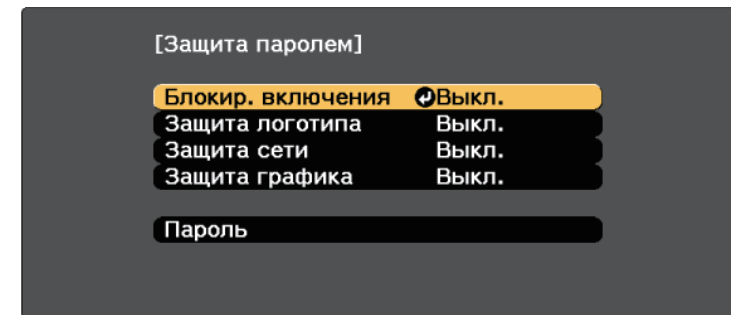 [Защита паролем]
Блокир. включения Выкл.
Защита логотипа Выкл.
Защита сети Выкл.
Защита графика Выкл.
Пароль